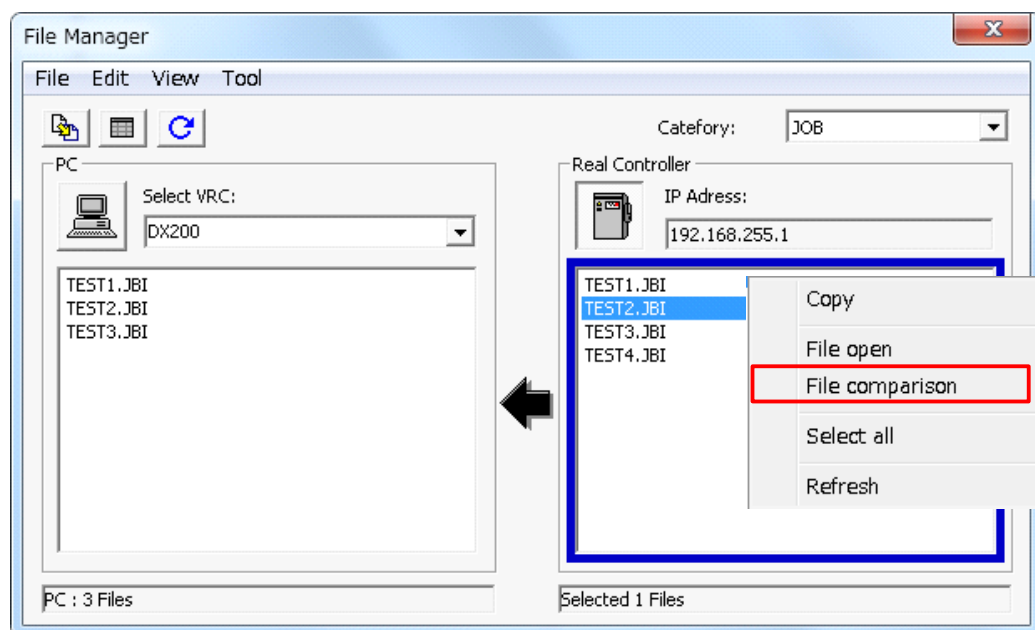 File Manager
File Edit View Tool
Catefory: JOB
PC
Select VRC:
DX200
TEST1.JBI
TEST2.JBI
TEST3.JBI
PC : 3 Files
Real Controller
IP Adress:
192.168.255.1
TEST1.JBI
TEST2.JBI
TEST3.JBI
TEST4.JBI
Copy
File open
File comparison
Select all
Refresh
Selected 1 Files